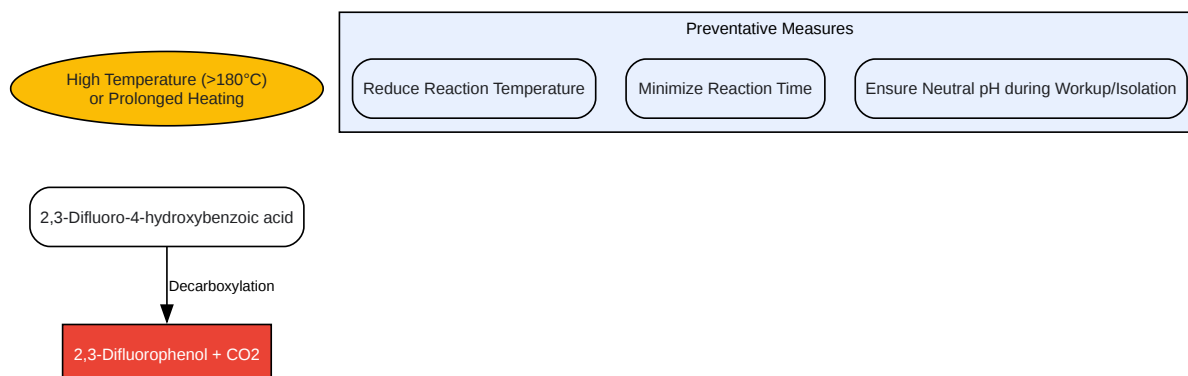 Preventative Measures
High Temperature (>180°C)
or Prolonged Heating
Reduce Reaction Temperature
Minimize Reaction Time
Ensure Neutral pH during Workup/Isolation
2,3-Difluoro-4-hydroxybenzoic acid
Decarboxylation
2,3-Difluorophenol + CO2